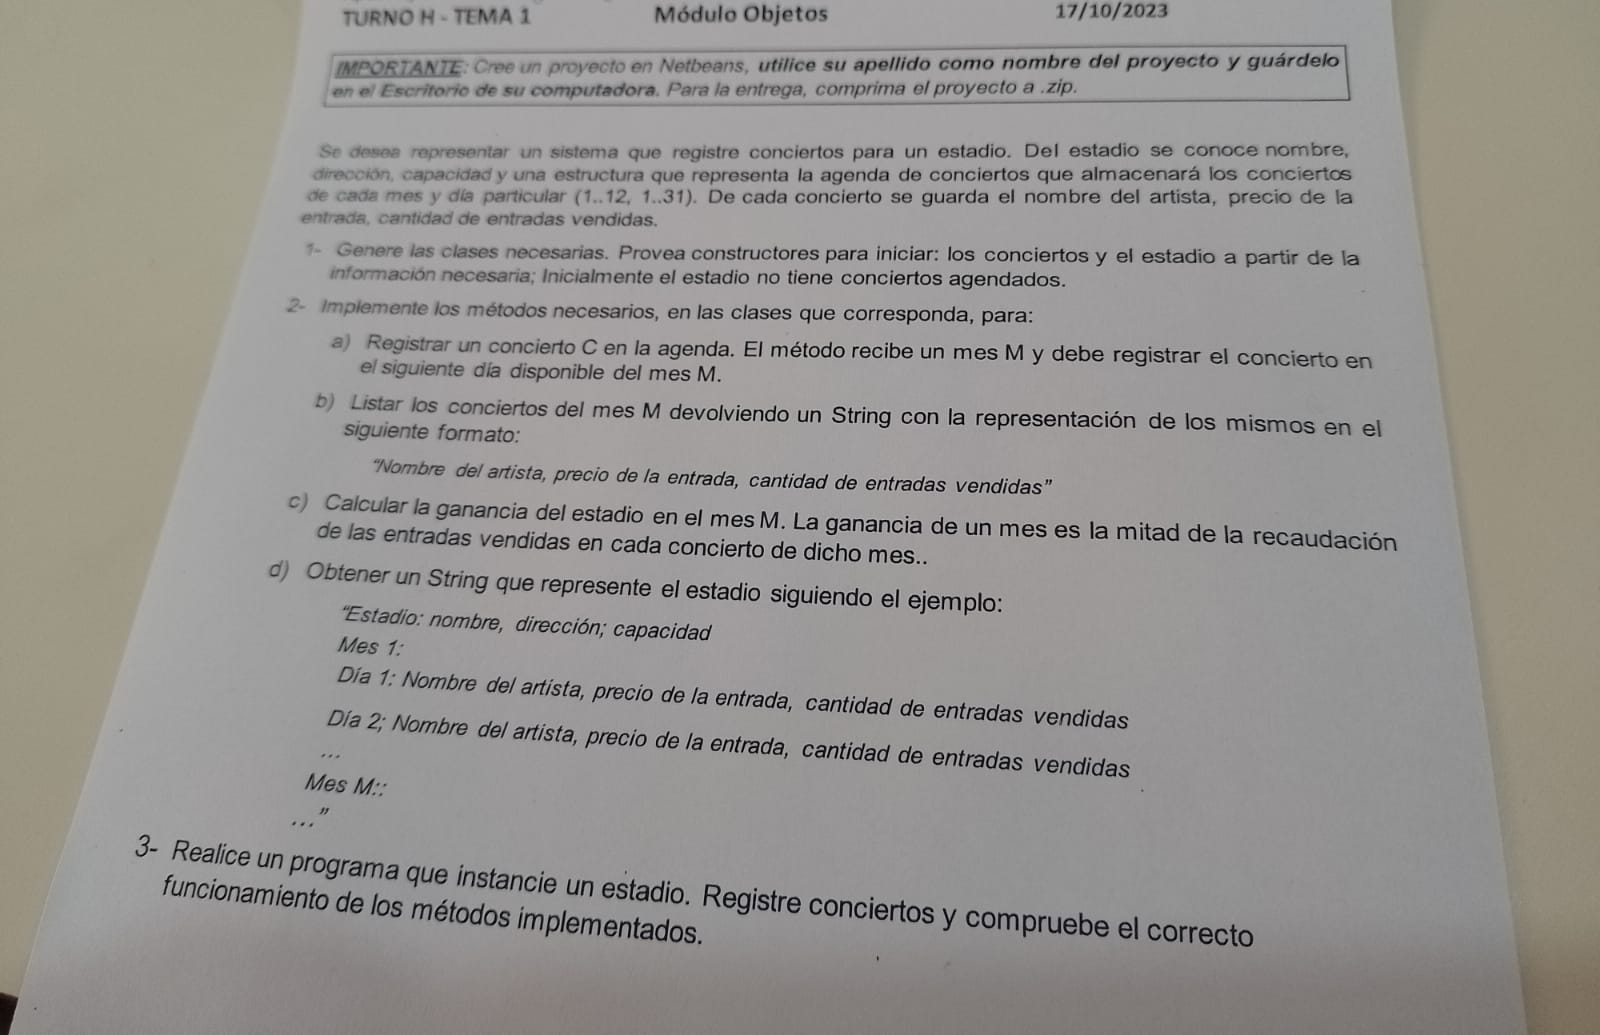 TURNO H - TEMA 1 Módulo Objetos 17/10/2023
IMPORTANTE: Cree un proyecto en Netbeans, utilice su apellido como nombre del proyecto y guárdelo
en el Escritorio de su computadora. Para la entrega, comprima el proyecto a .zip.
Se desea representar un sistema que registre conciertos para un estadio. Del estadio se conoce nombre,
dirección, capacidad y una estructura que representa la agenda de conciertos que almacenará los conciertos
de cada mes y día particular (1..12, 1..31). De cada concierto se guarda el nombre del artista, precio de la
entrada, cantidad de entradas vendidas.
1- Genere las clases necesarias. Provea constructores para iniciar: los conciertos y el estadio a partir de la
información necesaria; Inicialmente el estadio no tiene conciertos agendados.
2- Implemente los métodos necesarios, en las clases que corresponda, para:
a) Registrar un concierto C en la agenda. El método recibe un mes M y debe registrar el concierto en
el siguiente día disponible del mes M.
b) Listar los conciertos del mes M devolviendo un String con la representación de los mismos en el
siguiente formato:
"Nombre del artista, precio de la entrada, cantidad de entradas vendidas"
c) Calcular la ganancia del estadio en el mes M. La ganancia de un mes es la mitad de la recaudación
de las entradas vendidas en cada concierto de dicho mes..
d) Obtener un String que represente el estadio siguiendo el ejemplo:
"Estadio: nombre, dirección; capacidad
Mes 1:
Día 1: Nombre del artista, precio de la entrada, cantidad de entradas vendidas
Día 2; Nombre del artista, precio de la entrada, cantidad de entradas vendidas
...
Mes M::
..."
3- Realice un programa que instancie un estadio. Registre conciertos y compruebe el correcto
funcionamiento de los métodos implementados.